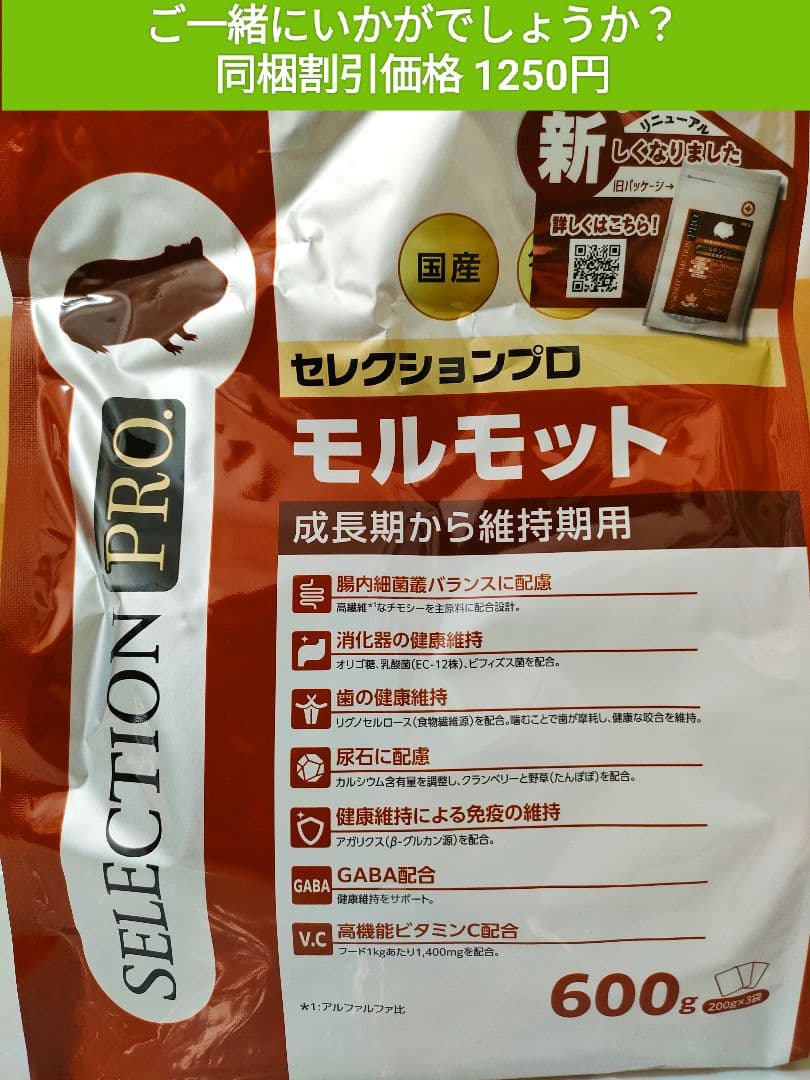 ご一緒にいかがでしょうか？
同梱割引価格 1250円
リニューアル
新しくなりました
旧パッケージ→
詳しくはこちら！
国産
セレクションプロ
モルモット
成長期から維持期用
SELECTION PRO.
腸内細菌叢バランスに配慮
高繊維*¹なチモシーを主原料に配合設計。
消化器の健康維持
オリゴ糖、乳酸菌(EC-12株)、ビフィズス菌を配合。
歯の健康維持
リグノセルロース(食物繊維源)を配合。噛むことで歯が摩耗し、健康な咬合を維持。
尿石に配慮
カルシウム含有量を調整し、クランベリーと野草(たんぽぽ)を配合。
健康維持による免疫の維持
アガリクス(β-グルカン源)を配合。
GABA GABA配合
健康維持をサポート。
V.C 高機能ビタミンC配合
フード1kgあたり1,400mgを配合。
*1:アルファルファ比
600g
200g×3袋